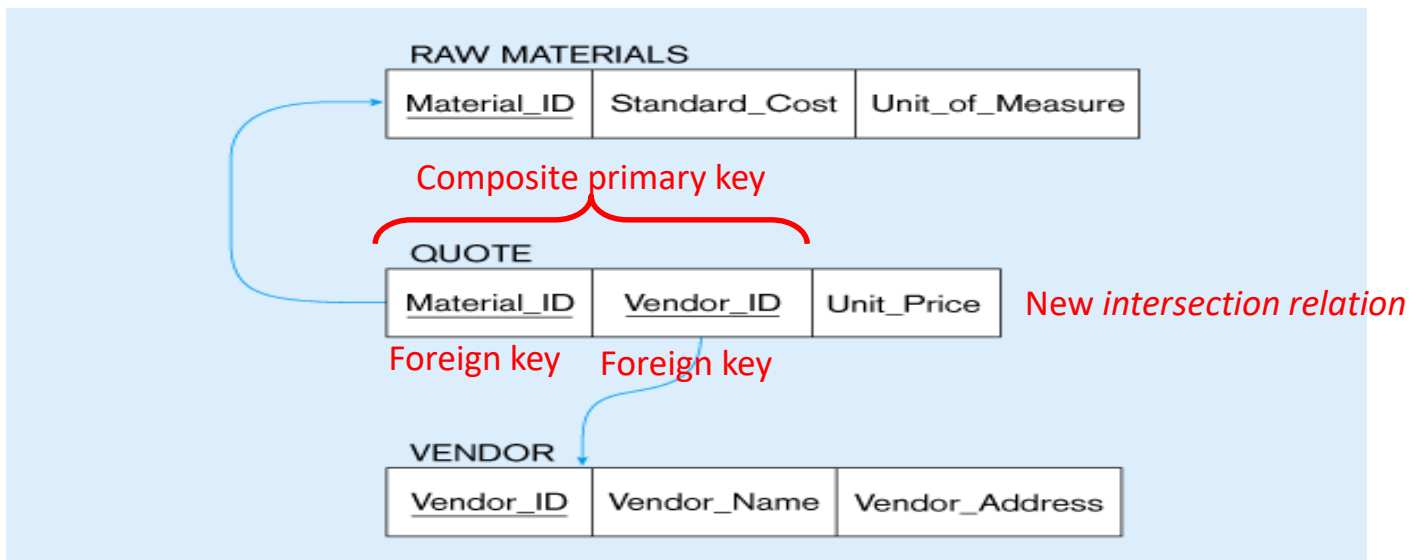 RAW MATERIALS
Material_ID Standard_Cost Unit_of_Measure
Composite primary key
QUOTE
Material_ID Vendor_ID Unit_Price New intersection relation
Foreign key Foreign key
VENDOR
Vendor_ID Vendor_Name Vendor_Address